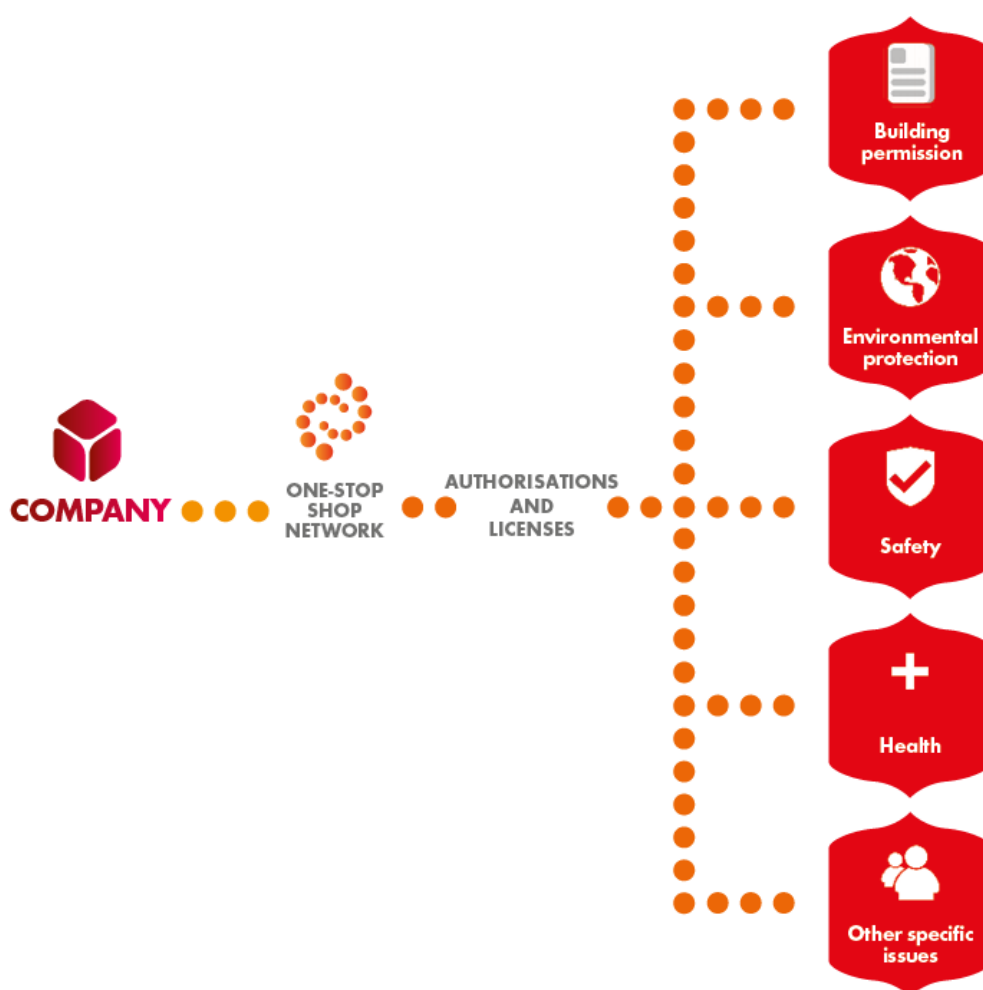 COMPANY
ONE-STOP
SHOP
NETWORK
AUTHORISATIONS
AND
LICENSES
Building
permission
Environmental
protection
Safety
Health
Other specific
issues